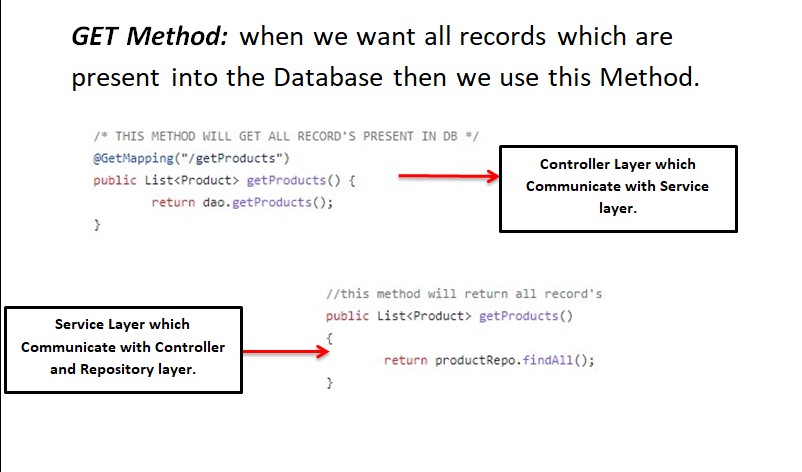 GET Method: when we want all records which are
present into the Database then we use this Method.
/* THIS METHOD WILL GET ALL RECORD'S PRESENT IN DB */
@GetMapping("/getProducts")
public List<Product> getProducts() {
return dao.getProducts();
}
Controller Layer which
Communicate with Service
layer.
//this method will return all record's
public List<Product> getProducts()
{
return productRepo.findAll();
}
Service Layer which
Communicate with Controller
and Repository layer.